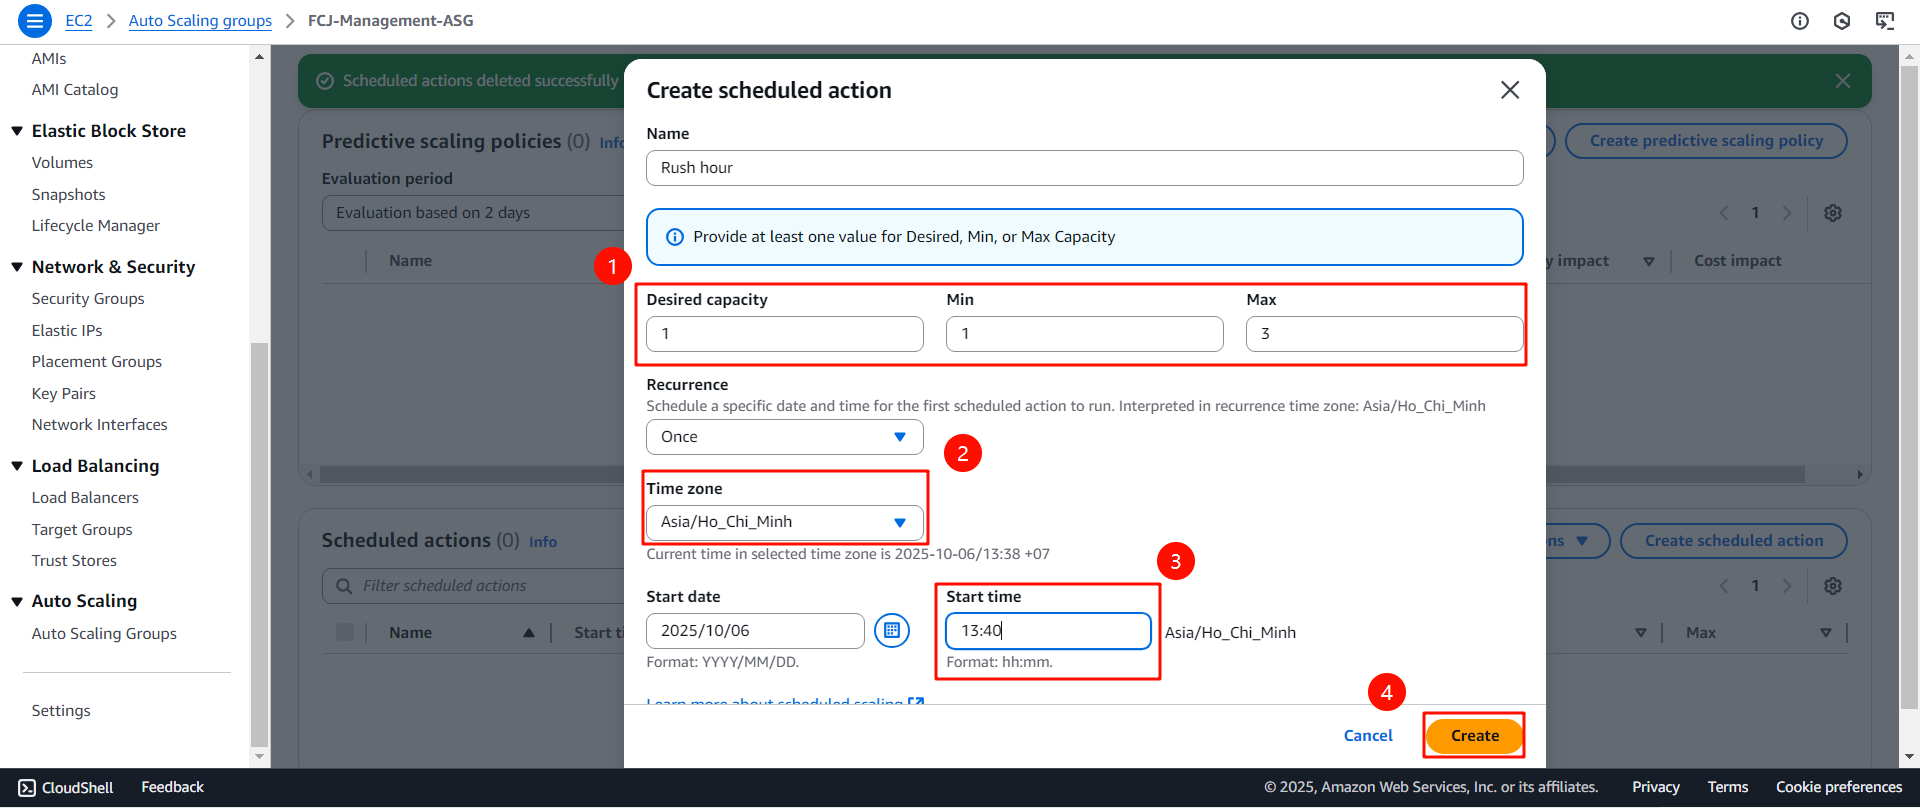 EC2 > Auto Scaling groups > FCJ-Management-ASG
AMIs
AMI Catalog
Elastic Block Store
Volumes
Snapshots
Lifecycle Manager
Network & Security
Security Groups
Elastic IPs
Placement Groups
Key Pairs
Network Interfaces
Load Balancing
Load Balancers
Target Groups
Trust Stores
Auto Scaling
Auto Scaling Groups
Settings
Scheduled actions deleted successfully
Predictive scaling policies (0) Info
Create predictive scaling policy
Evaluation period
Evaluation based on 2 days
1
Name
impact
Cost impact
Scheduled actions (0) Info
Create scheduled action
Filter scheduled actions
1
Name
Start
Max
Create scheduled action
Name
Rush hour
Provide at least one value for Desired, Min, or Max Capacity
1
Desired capacity Min Max
1 1 3
Recurrence
Schedule a specific date and time for the first scheduled action to run. Interpreted in recurrence time zone: Asia/Ho_Chi_Minh
Once
2
Time zone
Asia/Ho_Chi_Minh
Current time in selected time zone is 2025-10-06/13:38 +07
3
Start date Start time
2025/10/06 13:40 Asia/Ho_Chi_Minh
Format: YYYY/MM/DD. Format: hh:mm.
Learn more about scheduled scaling
4
Cancel Create
CloudShell Feedback © 2025, Amazon Web Services, Inc. or its affiliates. Privacy Terms Cookie preferences